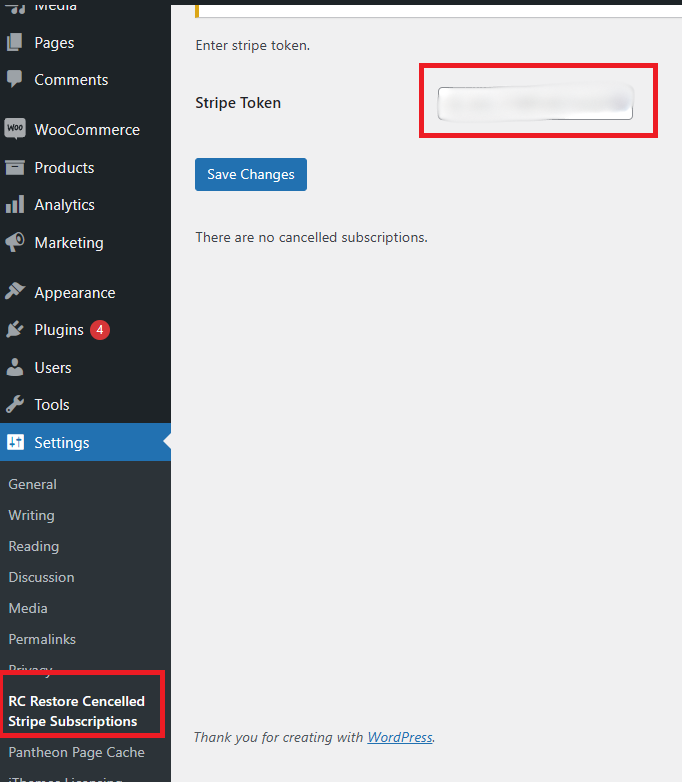 Media
Pages
Comments
WooCommerce
Products
Analytics
Marketing
Appearance
Plugins 4
Users
Tools
Settings
General
Writing
Reading
Discussion
Media
Permalinks
Privacy
RC Restore Cencelled
Stripe Subscriptions
Pantheon Page Cache
iThemes Licensing
Enter stripe token.
Stripe Token
Save Changes
There are no cancelled subscriptions.
Thank you for creating with WordPress.